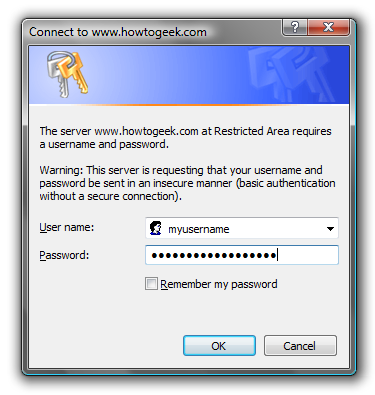 Connect to www.howtogeek.com
The server www.howtogeek.com at Restricted Area requires
a username and password.
Warning: This server is requesting that your username and
password be sent in an insecure manner (basic authentication
without a secure connection).
User name:
myusername
Password:
••••••••••••••••••
Remember my password
OK
Cancel